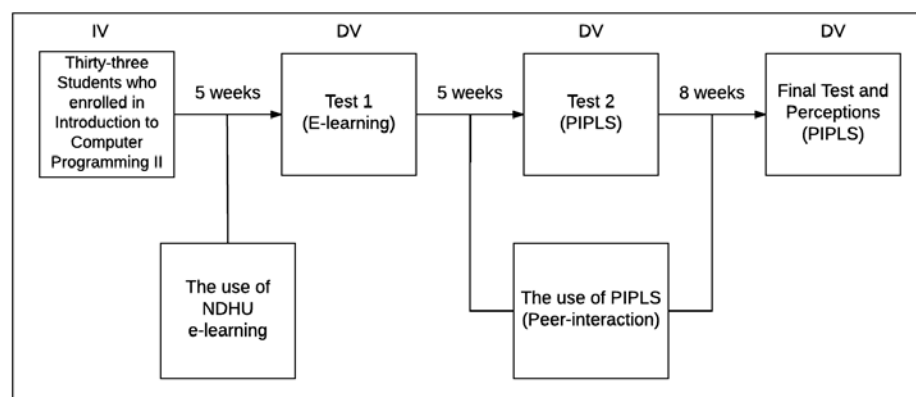 IV
DV
DV
DV
Thirty-three
Students who
enrolled in
Introduction to
Computer
Programming II
5 weeks
Test 1
(E-learning)
5 weeks
Test 2
(PIPLS)
8 weeks
Final Test and
Perceptions
(PIPLS)
The use of
NDHU
e-learning
The use of PIPLS
(Peer-interaction)